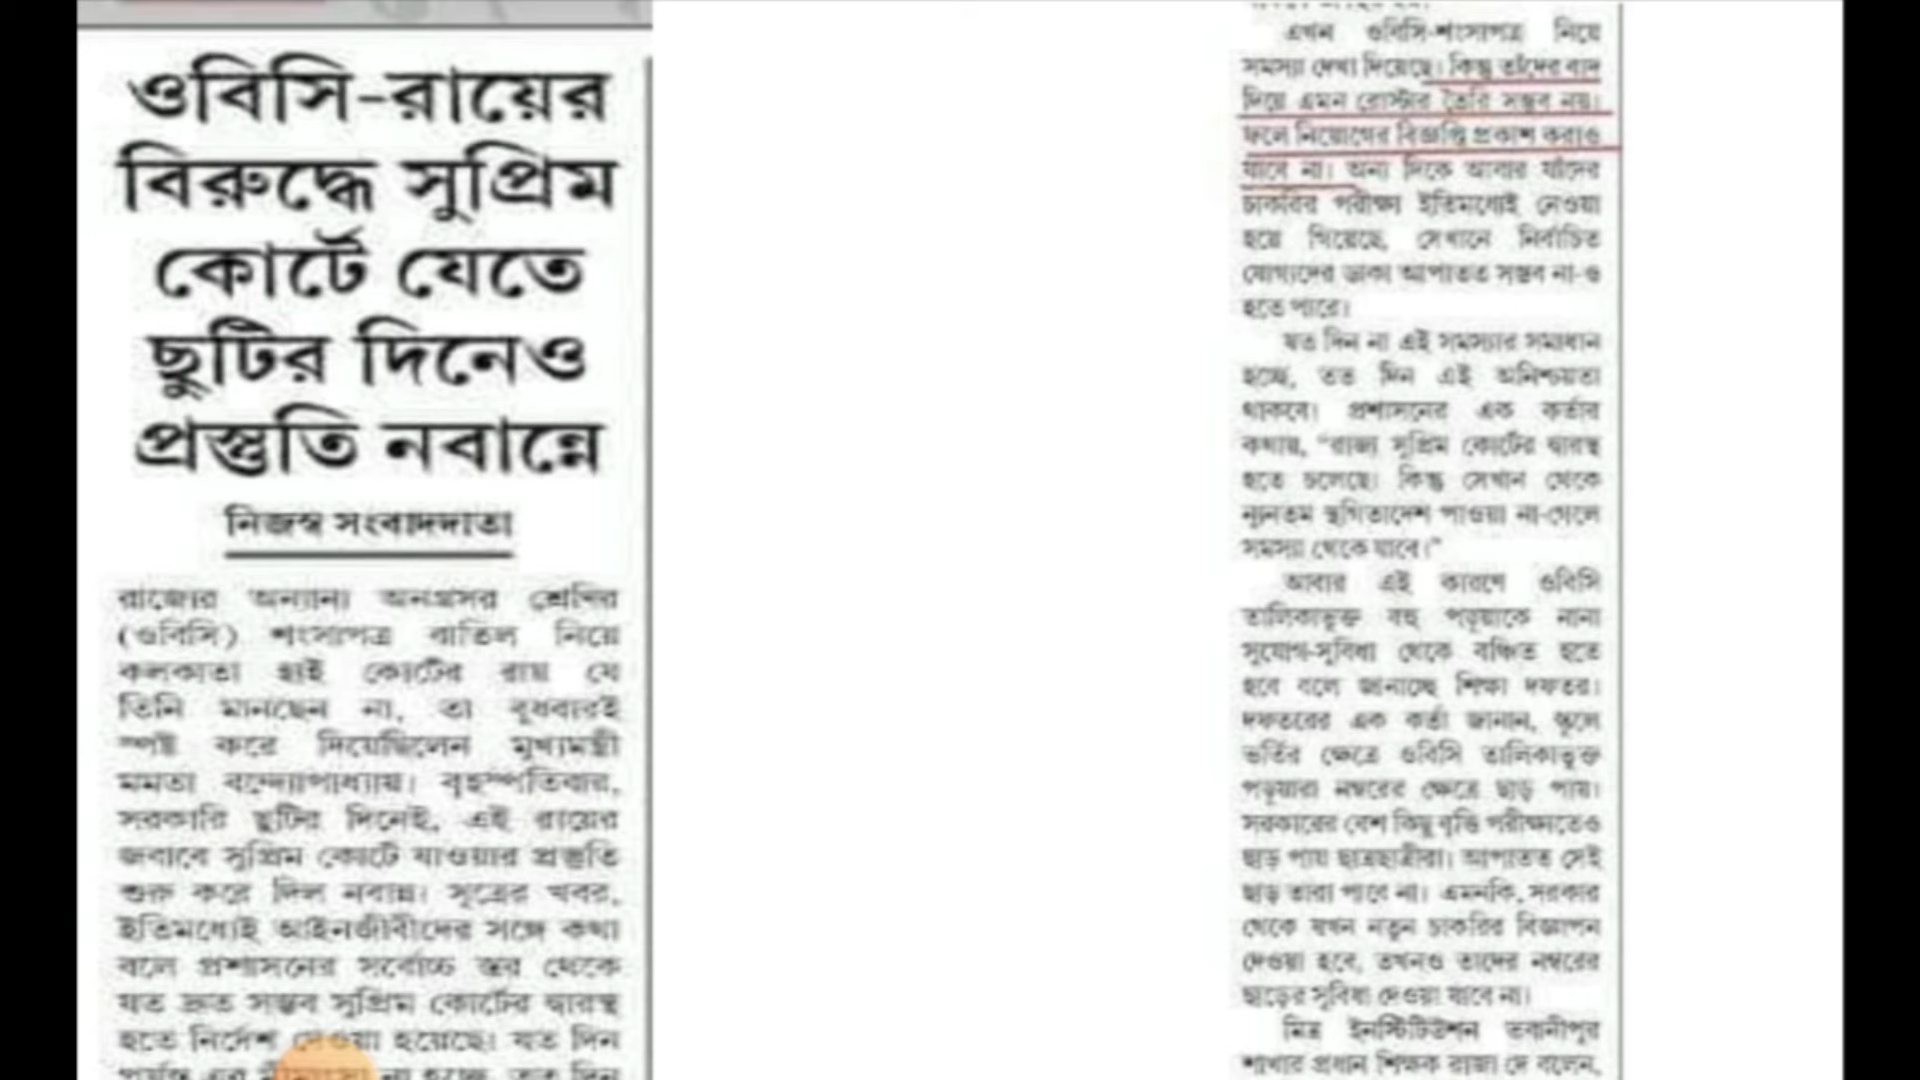 ওবিসি-রায়ের
বিরুদ্ধে সুপ্রিম
কোর্টে যেতে
ছুটির দিনেও
প্রস্তুতি নবান্নে
নিজস্ব সংবাদদাতা
রাজ্যের অন্যান্য অনগ্রসর শ্রেণির
(ওবিসি) শংসাপত্র বাতিল নিয়ে
কলকাতা হাই কোর্টের রায় যে
তিনি মানছেন না, তা বুধবারই
স্পষ্ট করে দিয়েছিলেন মুখ্যমন্ত্রী
মমতা বন্দ্যোপাধ্যায়। বৃহস্পতিবার,
সরকারি ছুটির দিনেই, এই রায়ের
জবাবে সুপ্রিম কোর্টে যাওয়ার প্রস্তুতি
শুরু করে দিল নবান্ন। সূত্রের খবর,
ইতিমধ্যেই আইনজীবীদের সঙ্গে কথা
বলে প্রশাসনের সর্বোচ্চ স্তর থেকে
যত দ্রুত সম্ভব সুপ্রিম কোর্টের দ্বারস্থ
হতে নির্দেশ দেওয়া হয়েছে। যত দিন
এখন ওবিসি-শংসাপত্র নিয়ে
সমস্যা দেখা দিয়েছে। কিন্তু তাঁদের বাদ
দিয়ে এমন রোস্টার তৈরি সম্ভব নয়।
ফলে নিয়োগের বিজ্ঞপ্তি প্রকাশ করাও
যাবে না। অন্য দিকে আবার যাঁদের
চাকরির পরীক্ষা ইতিমধ্যেই নেওয়া
হয়ে গিয়েছে, সেখানে নির্বাচিত
যোগ্যদের ডাকা আপাতত সম্ভব না-ও
হতে পারে।
যত দিন না এই সমস্যার সমাধান
হচ্ছে, তত দিন এই অনিশ্চয়তা
থাকবে। প্রশাসনের এক কর্তার
কথায়, “রাজ্য সুপ্রিম কোর্টের দ্বারস্থ
হতে চলেছে। কিন্তু সেখান থেকে
ন্যূনতম স্থগিতাদেশ পাওয়া না-গেলে
সমস্যা থেকে যাবে।”
আবার এই কারণে ওবিসি
তালিকাভুক্ত বহু পড়ুয়াকে নানা
সুযোগ-সুবিধা থেকে বঞ্চিত হতে
হবে বলে জানাচ্ছে শিক্ষা দফতর।
দফতরের এক কর্তা জানান, স্কুলে
ভর্তির ক্ষেত্রে ওবিসি তালিকাভুক্ত
পড়ুয়ারা নম্বরের ক্ষেত্রে ছাড় পায়।
সরকারের বেশ কিছু বৃত্তি পরীক্ষাতেও
ছাড় পায় ছাত্রছাত্রীরা। আপাতত সেই
ছাড় তারা পাবে না। এমনকি, সরকার
থেকে যখন নতুন চাকরির বিজ্ঞাপন
দেওয়া হবে, তখনও তাদের নম্বরের
ছাড়ের সুবিধা দেওয়া যাবে না।
মিত্র ইনস্টিটিউশন ভবানীপুর
শাখার প্রধান শিক্ষক রাজা দে বলেন,